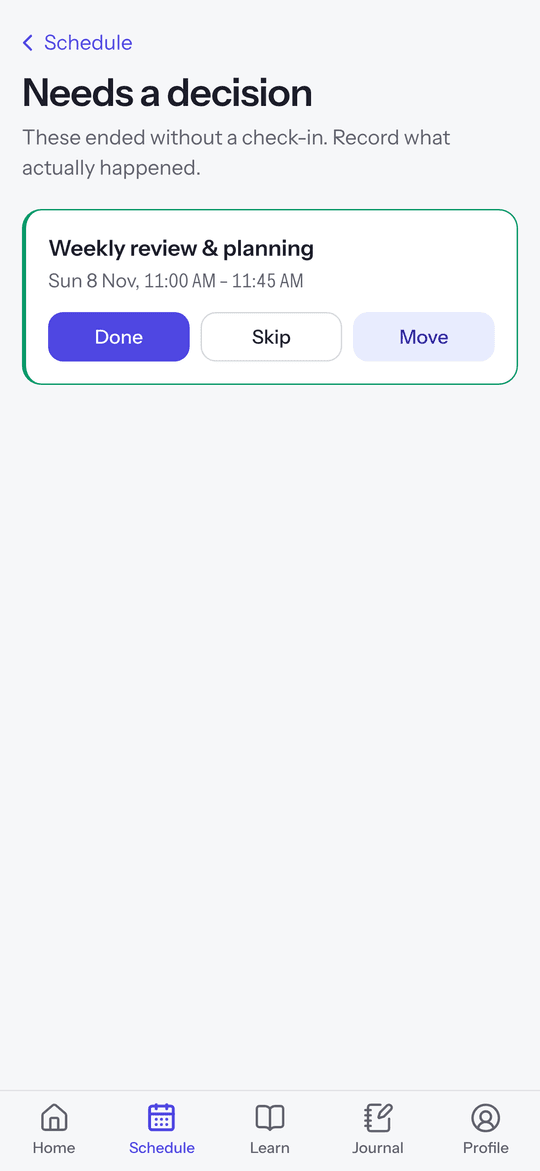 Schedule
Needs a decision
These ended without a check-in. Record what
actually happened.
Weekly review & planning
Sun 8 Nov, 11:00 AM – 11:45 AM
Done
Skip
Move
Home
Schedule
Learn
Journal
Profile